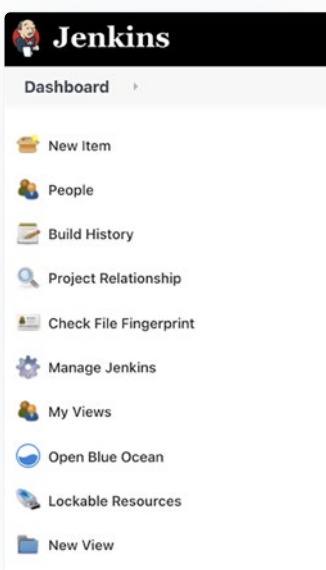 Jenkins
Dashboard
New Item
People
Build History
Project Relationship
Check File Fingerprint
Manage Jenkins
My Views
Open Blue Ocean
Lockable Resources
New View